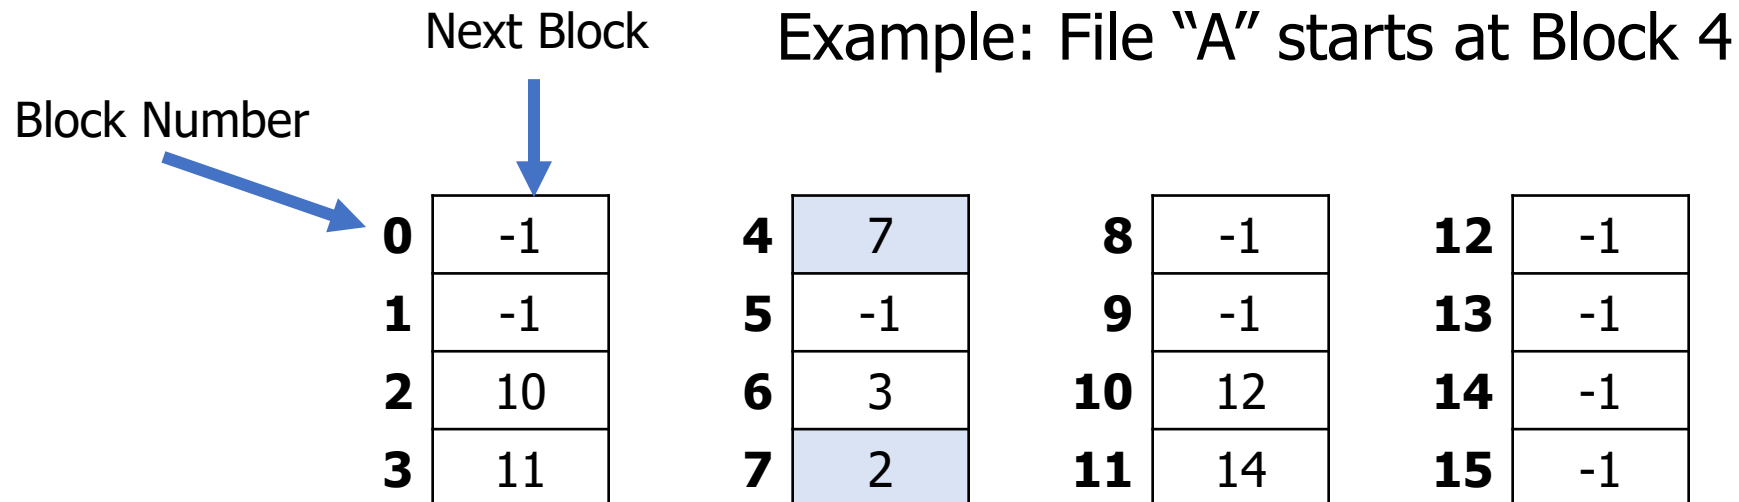 Next Block
Example: File “A” starts at Block 4
Block Number
0 -1 4 7 8 -1 12 -1
1 -1 5 -1 9 -1 13 -1
2 10 6 3 10 12 14 -1
3 11 7 2 11 14 15 -1